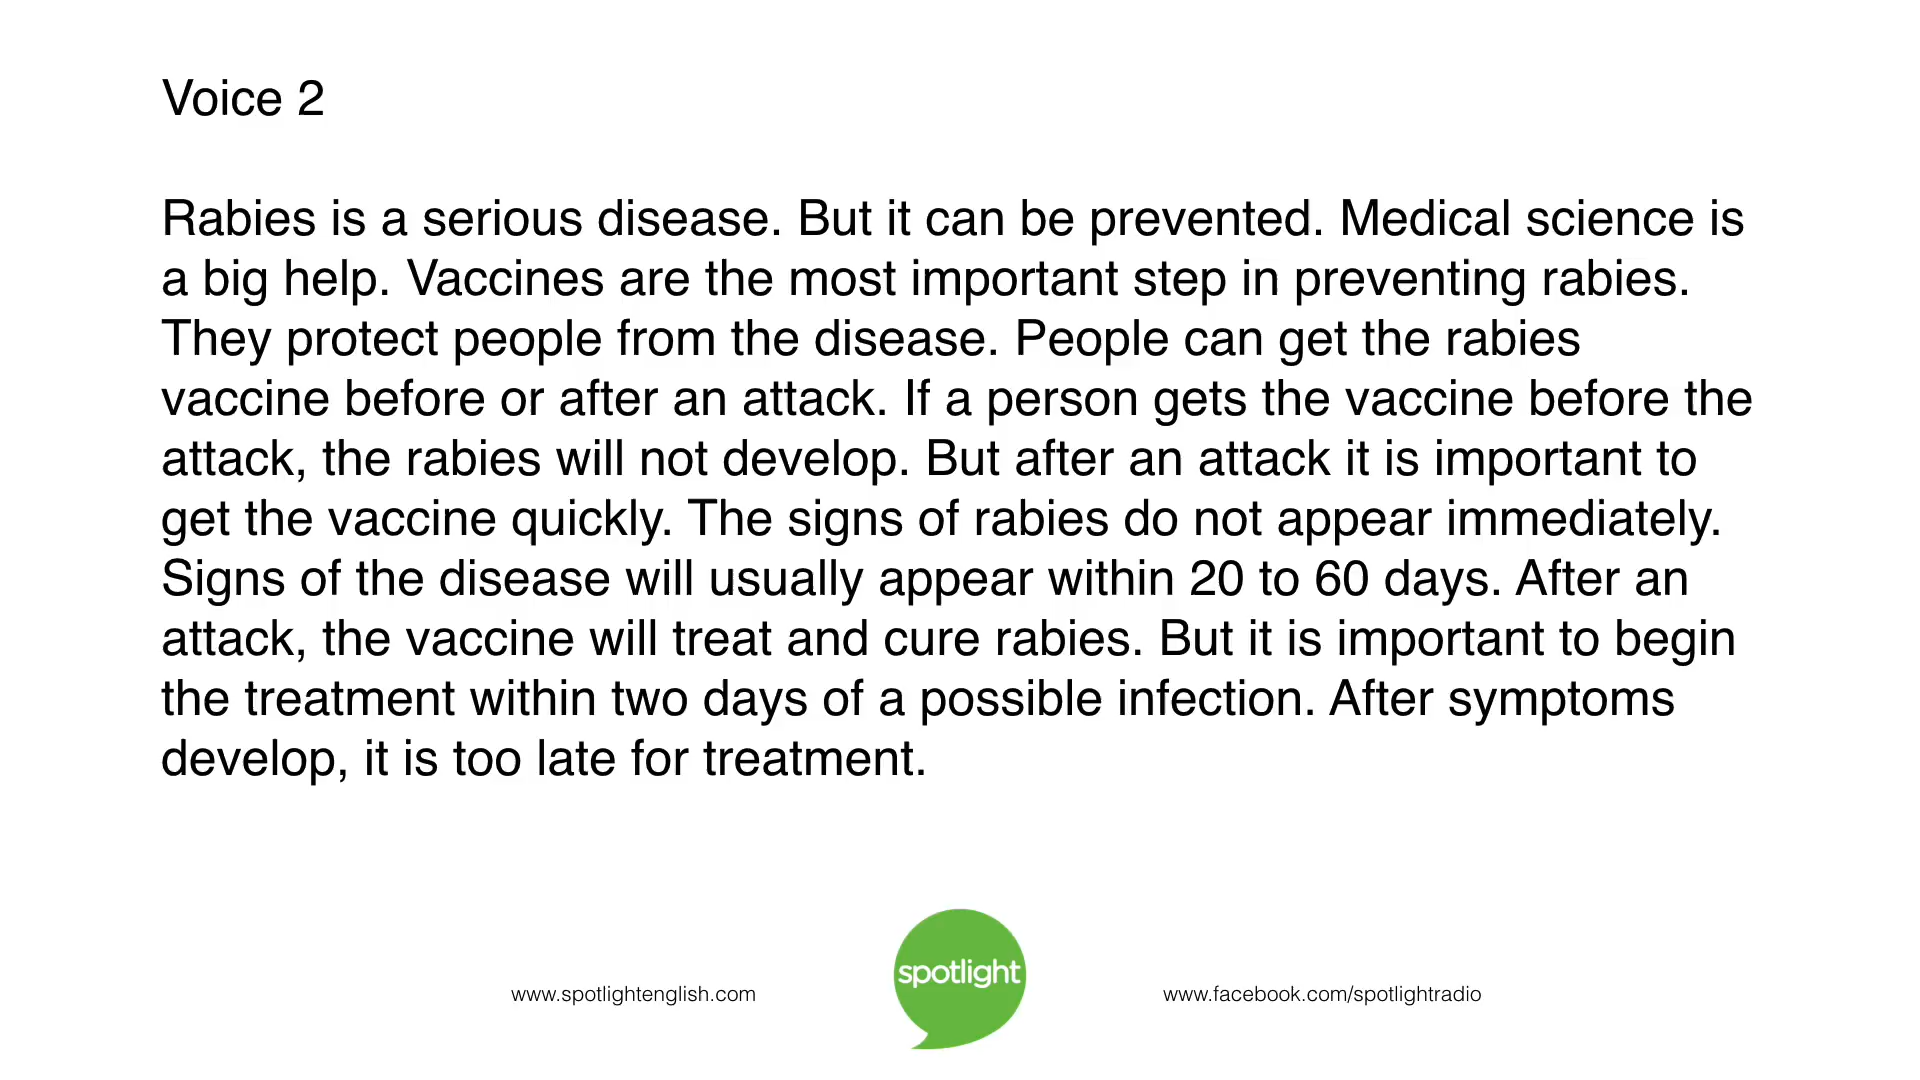 Voice 2
Rabies is a serious disease. But it can be prevented. Medical science is
a big help. Vaccines are the most important step in preventing rabies.
They protect people from the disease. People can get the rabies
vaccine before or after an attack. If a person gets the vaccine before the
attack, the rabies will not develop. But after an attack it is important to
get the vaccine quickly. The signs of rabies do not appear immediately.
Signs of the disease will usually appear within 20 to 60 days. After an
attack, the vaccine will treat and cure rabies. But it is important to begin
the treatment within two days of a possible infection. After symptoms
develop, it is too late for treatment.
spotlight
www.spotlightenglish.com
www.facebook.com/spotlightradio